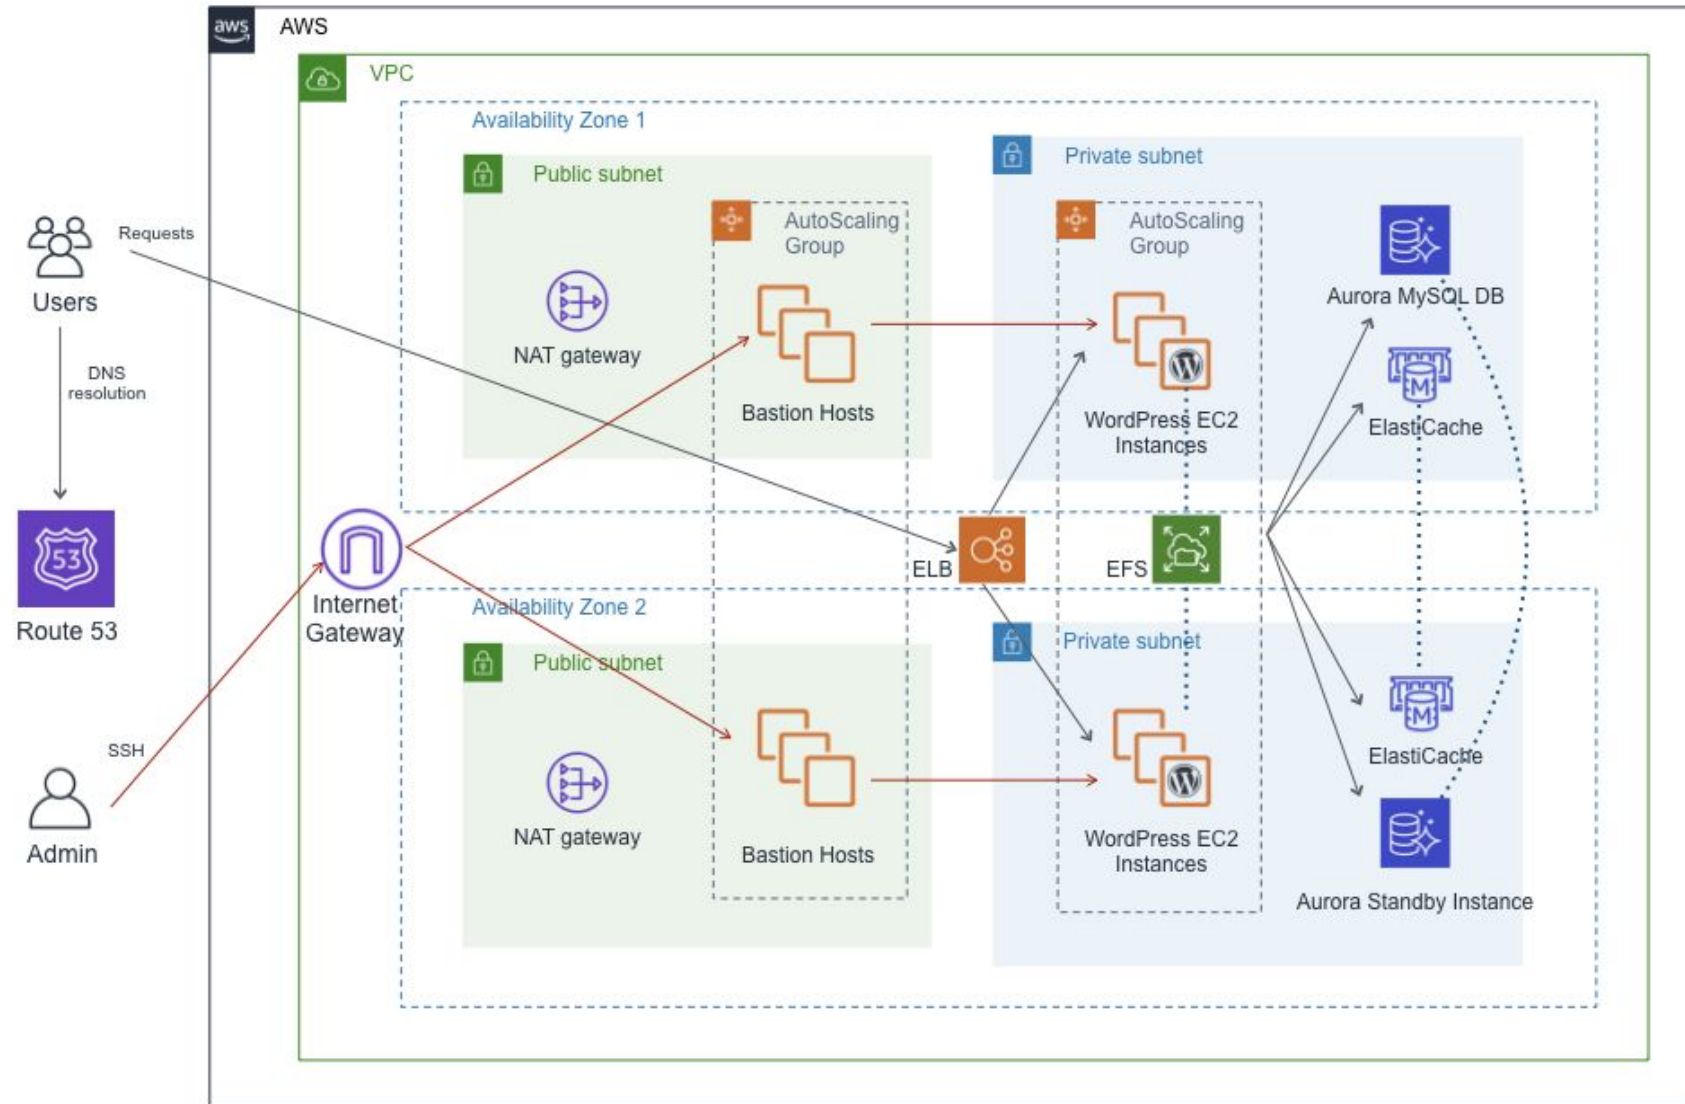 aws
AWS
VPC
Availability Zone 1
Public subnet
Private subnet
AutoScaling
Group
AutoScaling
Group
Requests
Users
NAT gateway
Bastion Hosts
W
WordPress EC2
Instances
Aurora MySQL DB
M
ElastiCache
DNS
resolution
53
Route 53
Internet
Gateway
ELB
EFS
Availability Zone 2
Public subnet
Private subnet
SSH
Admin
NAT gateway
Bastion Hosts
W
WordPress EC2
Instances
M
ElastiCache
Aurora Standby Instance